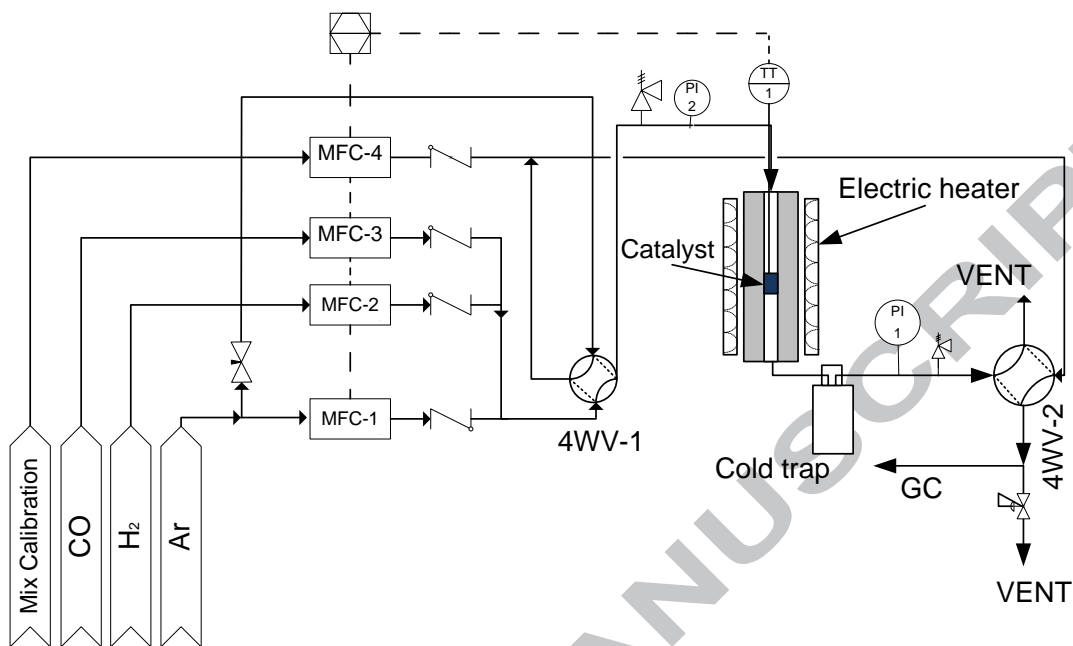 TT
1
PI
2
MFC-4
Electric heater
MFC-3
Catalyst
VENT
MFC-2
PI
1
MFC-1
4WV-1
4WV-2
Cold trap
GC
Mix Calibration
CO
H₂
Ar
VENT
ANUSCRIP